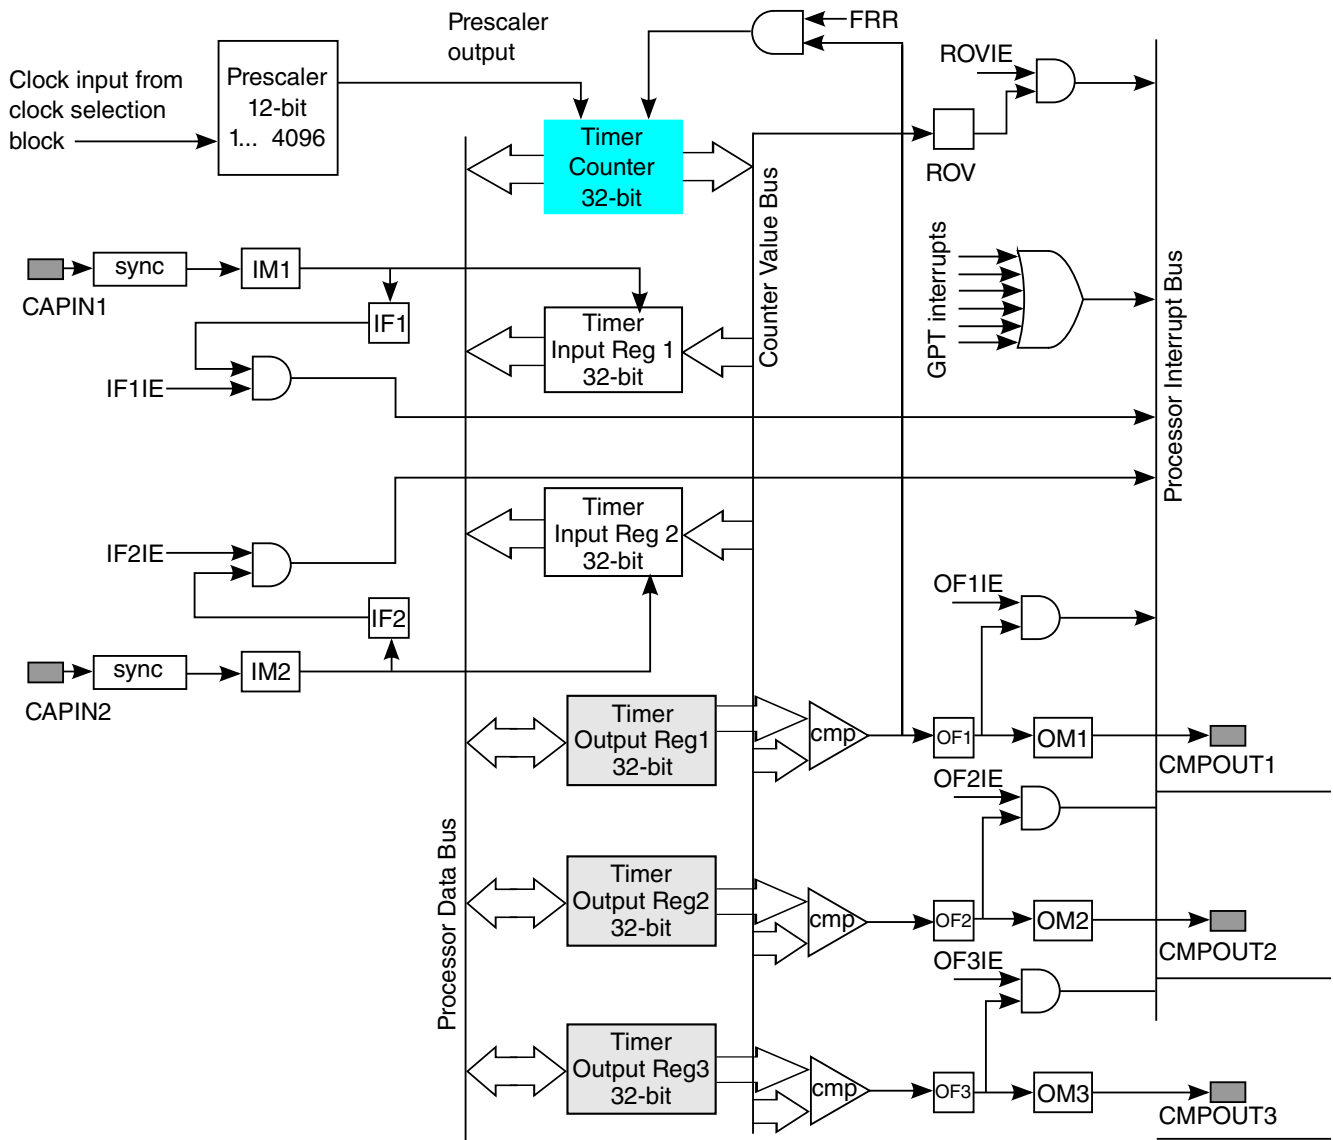 Prescaler
output
FRR
ROVIE
Clock input from
clock selection
block
Prescaler
12-bit
1... 4096
Timer
Counter
32-bit
ROV
Counter Value Bus
GPT interrupts
Processor Interrupt Bus
CAPIN1
sync
IM1
IF1
Timer
Input Reg 1
32-bit
IF1IE
IF2IE
Timer
Input Reg 2
32-bit
IF2
CAPIN2
sync
IM2
OF1IE
Processor Data Bus
Timer
Output Reg1
32-bit
cmp
OF1
OM1
CMPOUT1
OF2IE
Timer
Output Reg2
32-bit
cmp
OF2
OM2
CMPOUT2
OF3IE
Timer
Output Reg3
32-bit
cmp
OF3
OM3
CMPOUT3